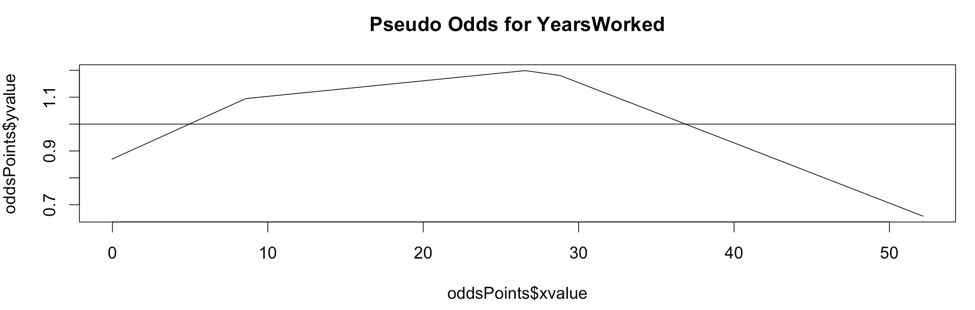 Pseudo Odds for YearsWorked
oddsPoints$yvalue
1.1
0.9
0.7
0 10 20 30 40 50
oddsPoints$xvalue